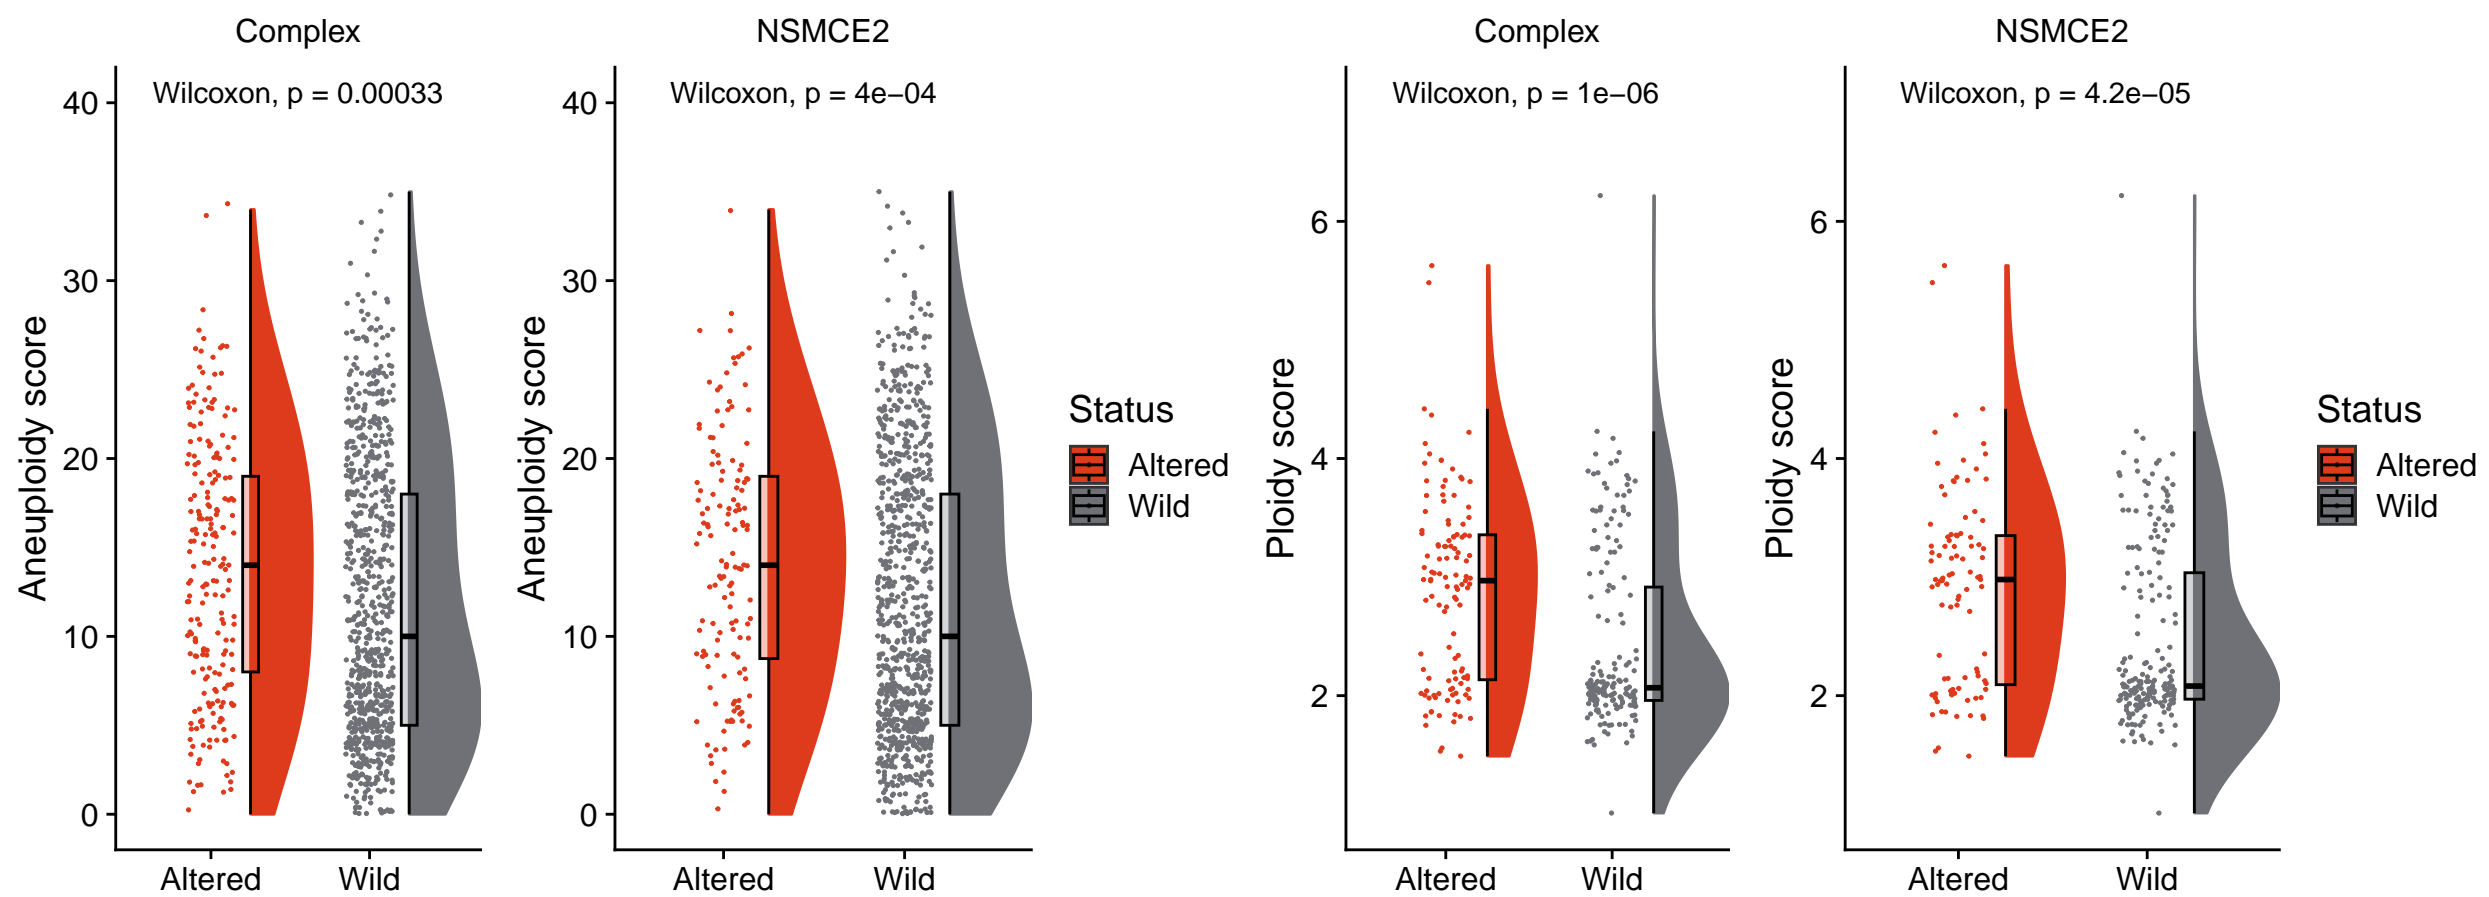 Complex
NSMCE2
Complex
NSMCE2
Wilcoxon, p = 0.00033
Wilcoxon, p = 4e−04
Wilcoxon, p = 1e−06
Wilcoxon, p = 4.2e−05
Aneuploidy score
40
30
20
10
0
Altered
Wild
Aneuploidy score
40
30
20
10
0
Altered
Wild
Status
Altered
Wild
Ploidy score
6
4
2
Altered
Wild
Ploidy score
6
4
2
Altered
Wild
Status
Altered
Wild